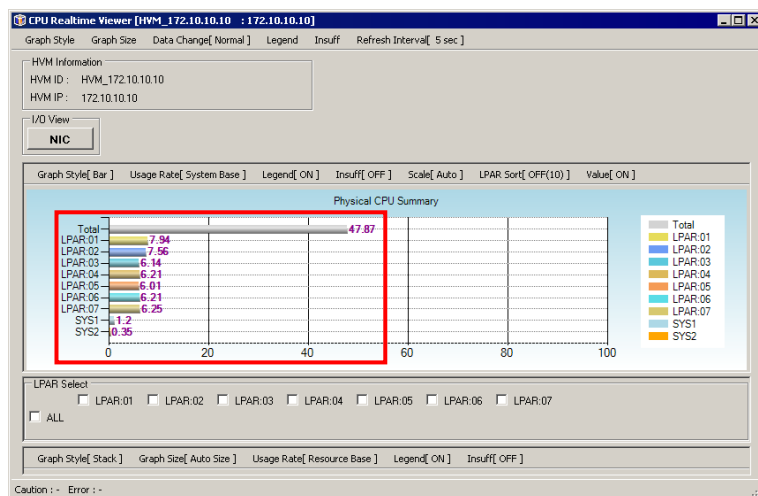 CPU Realtime Viewer [HVM_172.10.10.10 : 172.10.10.10]
Graph Style Graph Size Data Change[ Normal ] Legend Insuff Refresh Interval[ 5 sec ]
HVM Information
HVM ID : HVM_172.10.10.10
HVM IP : 172.10.10.10
I/O View
NIC
Graph Style[ Bar ] Usage Rate[ System Base ] Legend[ ON ] Insuff[ OFF ] Scale[ Auto ] LPAR Sort[ OFF(10) ] Value[ ON ]
Physical CPU Summary
Total 47.87
LPAR:01 7.94
LPAR:02 7.56
LPAR:03 6.14
LPAR:04 6.21
LPAR:05 6.01
LPAR:06 6.21
LPAR:07 6.25
SYS1 1.2
SYS2 0.35
0 20 40 60 80 100
Total
LPAR:01
LPAR:02
LPAR:03
LPAR:04
LPAR:05
LPAR:06
LPAR:07
SYS1
SYS2
LPAR Select
LPAR:01 LPAR:02 LPAR:03 LPAR:04 LPAR:05 LPAR:06 LPAR:07
ALL
Graph Style[ Stack ] Graph Size[ Auto Size ] Usage Rate[ Resource Base ] Legend[ ON ] Insuff[ OFF ]
Caution : - Error : -